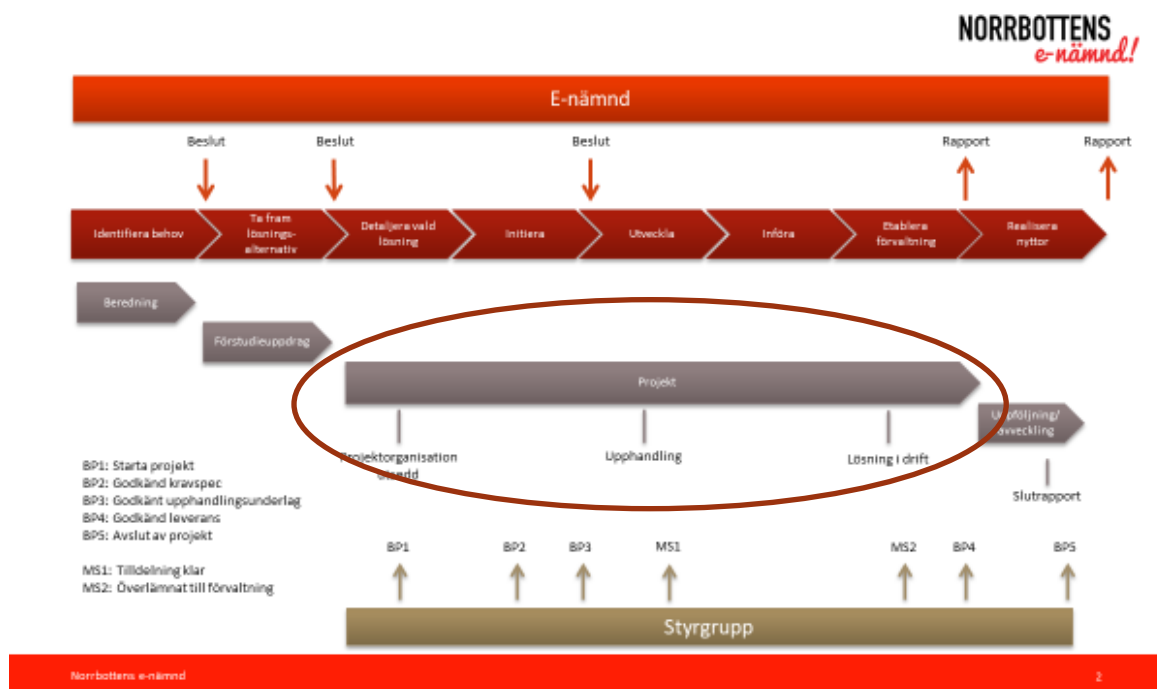 NORRBOTTENS
e-nämnd!
E-nämnd
Beslut
Beslut
Beslut
Rapport
Rapport
Identifiera behov
Ta fram
lösnings-
alternativ
Detaljera vald
lösning
Initiera
Utveckla
Införa
Etablera
förvaltning
Realisera
nyttor
Beredning
Förstudieuppdrag
Projekt
Uppföljning/
avveckling
Projektorganisation
utsedd
Upphandling
Lösning i drift
Slutrapport
BP1: Starta projekt
BP2: Godkänd kravspec
BP3: Godkänt upphandlingsunderlag
BP4: Godkänd leverans
BP5: Avslut av projekt
MS1: Tilldelning klar
MS2: Överlämnat till förvaltning
BP1
BP2
BP3
MS1
MS2
BP4
BP5
Styrgrupp
Norrbottens e-nämnd
2